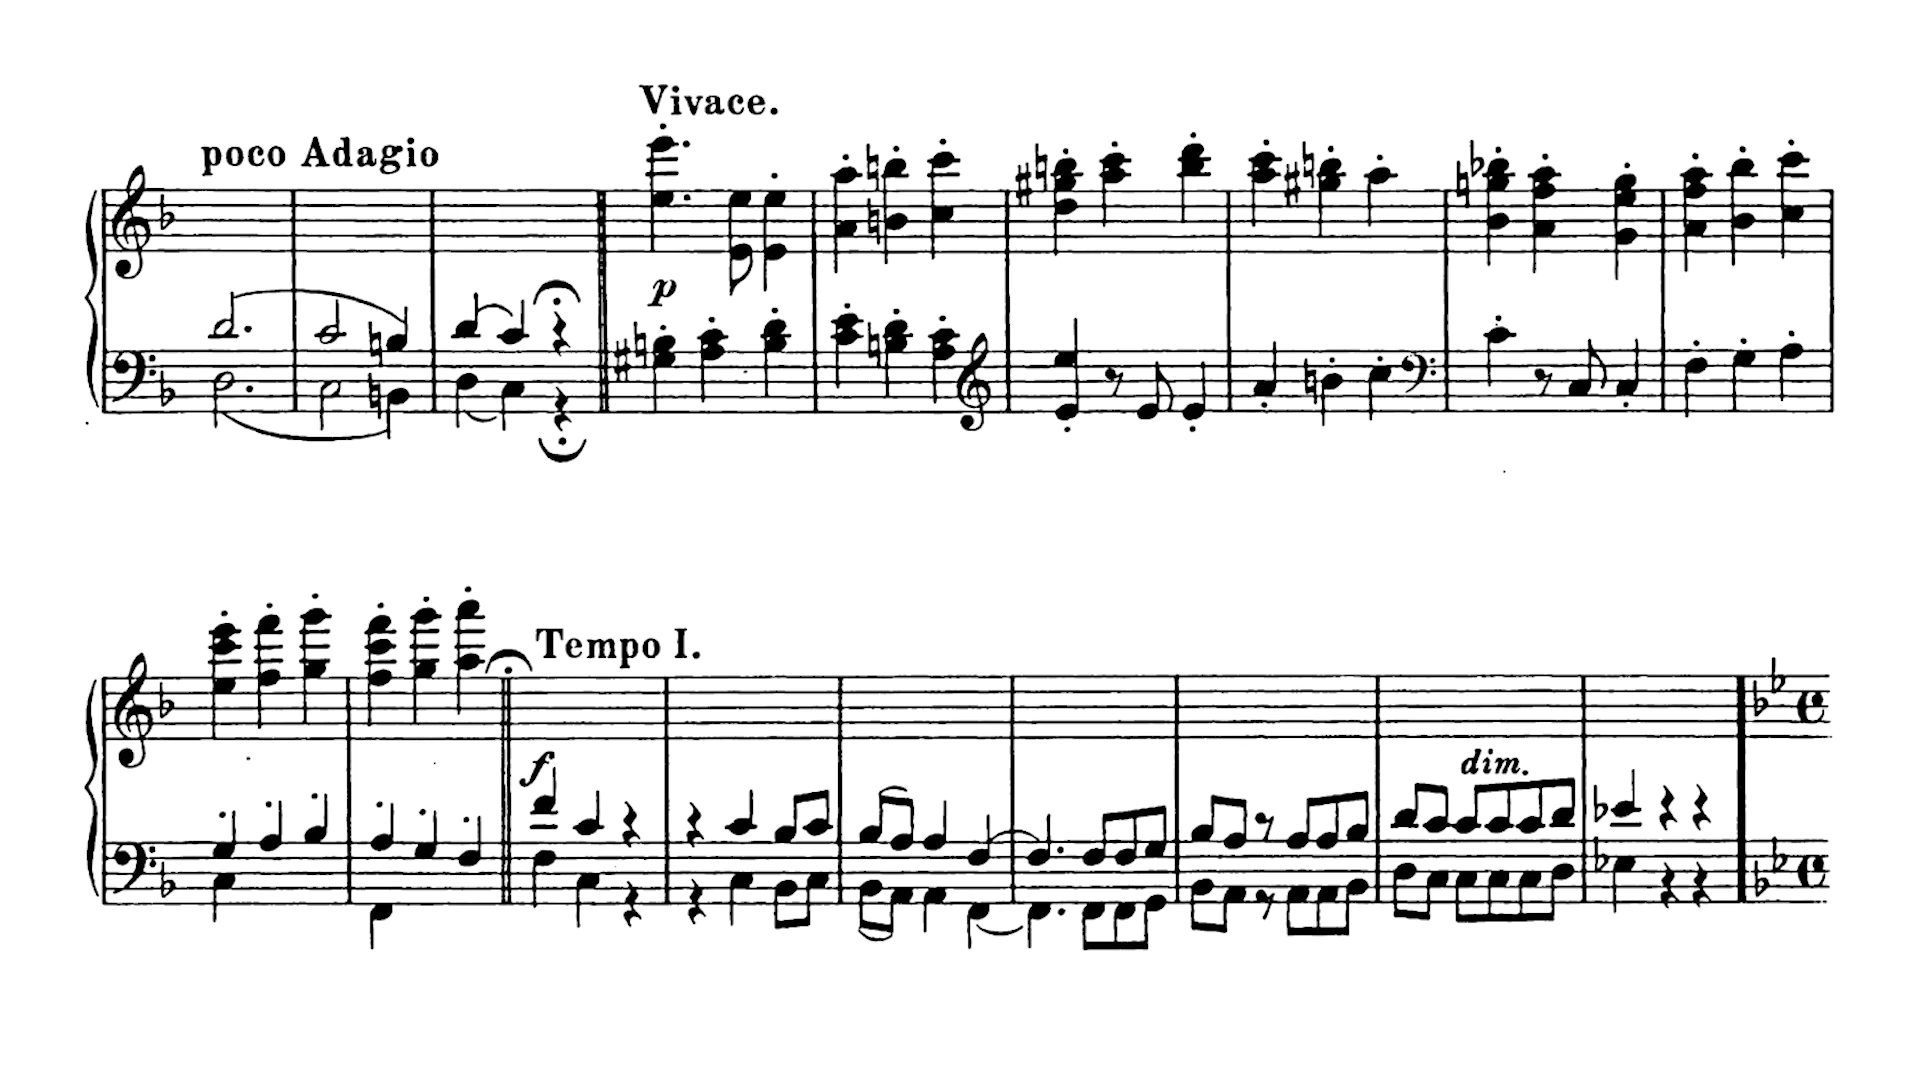 poco Adagio
Vivace.
p
Tempo I.
f
dim.